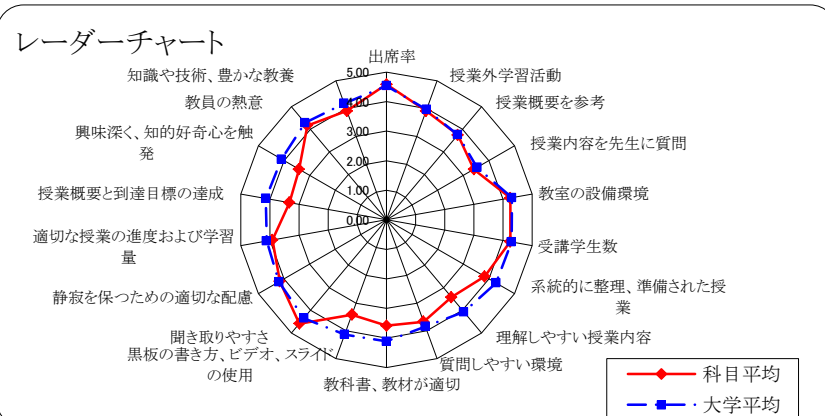 レーダーチャート
出席率
授業外学習活動
授業概要を参考
授業内容を先生に質問
教室の設備環境
受講学生数
系統的に整理、準備された授
業
理解しやすい授業内容
質問しやすい環境
教科書、教材が適切
黒板の書き方、ビデオ、スライド
の使用
聞き取りやすさ
静寂を保つための適切な配慮
適切な授業の進度および学習
量
授業概要と到達目標の達成
興味深く、知的好奇心を触
発
教員の熱意
知識や技術、豊かな教養
5.00
4.00
3.00
2.00
1.00
0.00
科目平均
大学平均